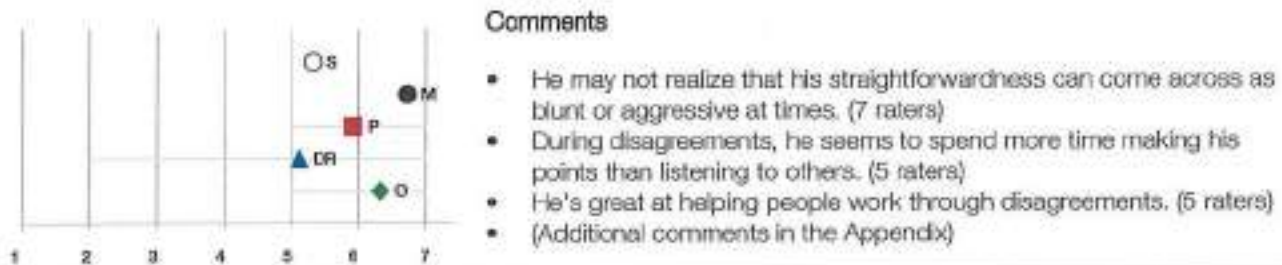 Comments
S
M
P
DR
O
1 2 3 4 5 6 7
• He may not realize that his straightforwardness can come across as
blunt or aggressive at times. (7 raters)
• During disagreements, he seems to spend more time making his
points than listening to others. (5 raters)
• He's great at helping people work through disagreements. (5 raters)
• (Additional comments in the Appendix)